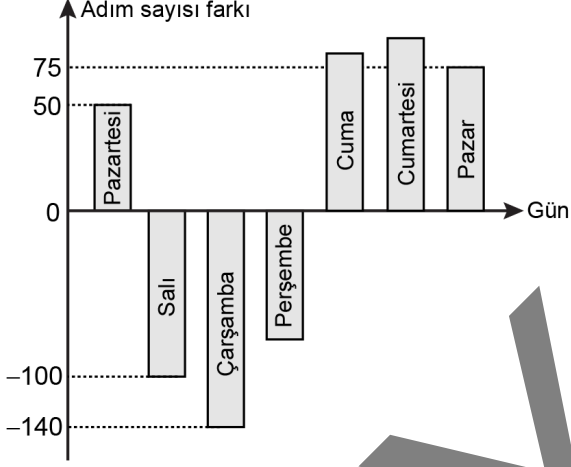 Adım sayısı farkı
75
50
0
–100
–140
Pazartesi
Salı
Çarşamba
Perşembe
Cuma
Cumartesi
Pazar
Gün